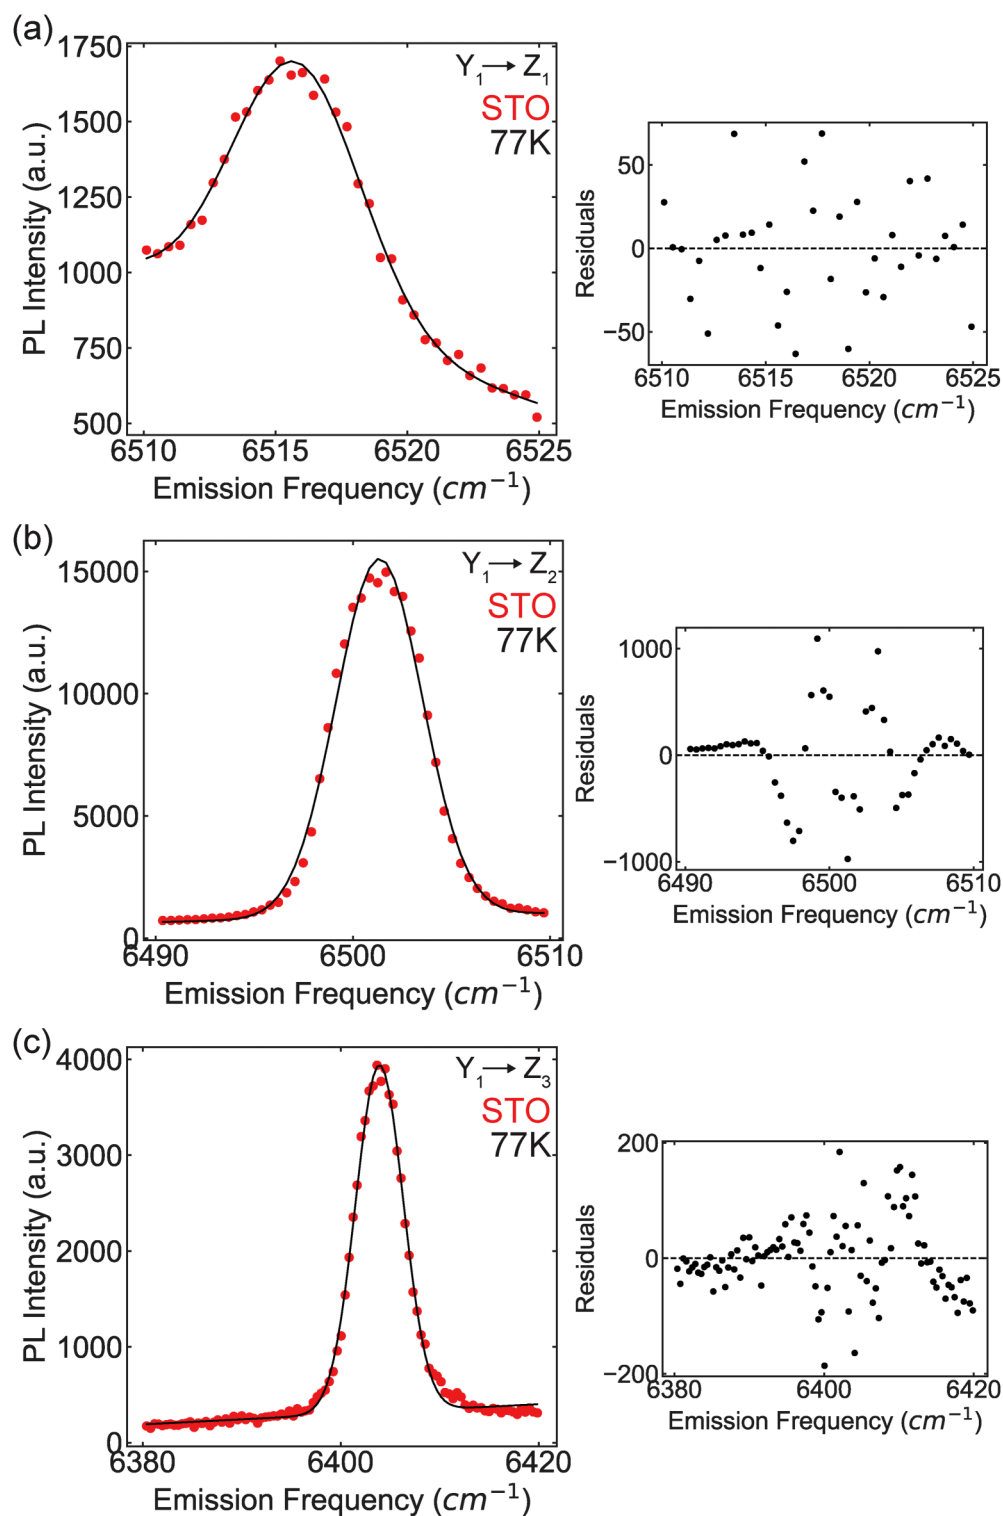 (a)
1750
1500
1250
1000
750
500
PL Intensity (a.u.)
Y₁→Z₁
STO
77K
6510 6515 6520 6525
Emission Frequency (cm⁻¹)
50
0
−50
Residuals
6510 6515 6520 6525
Emission Frequency (cm⁻¹)
(b)
15000
10000
5000
0
PL Intensity (a.u.)
Y₁→Z₂
STO
77K
6490 6500 6510
Emission Frequency (cm⁻¹)
1000
0
−1000
Residuals
6490 6500 6510
Emission Frequency (cm⁻¹)
(c)
4000
3000
2000
1000
0
PL Intensity (a.u.)
Y₁→Z₃
STO
77K
6380 6400 6420
Emission Frequency (cm⁻¹)
200
0
−200
Residuals
6380 6400 6420
Emission Frequency (cm⁻¹)